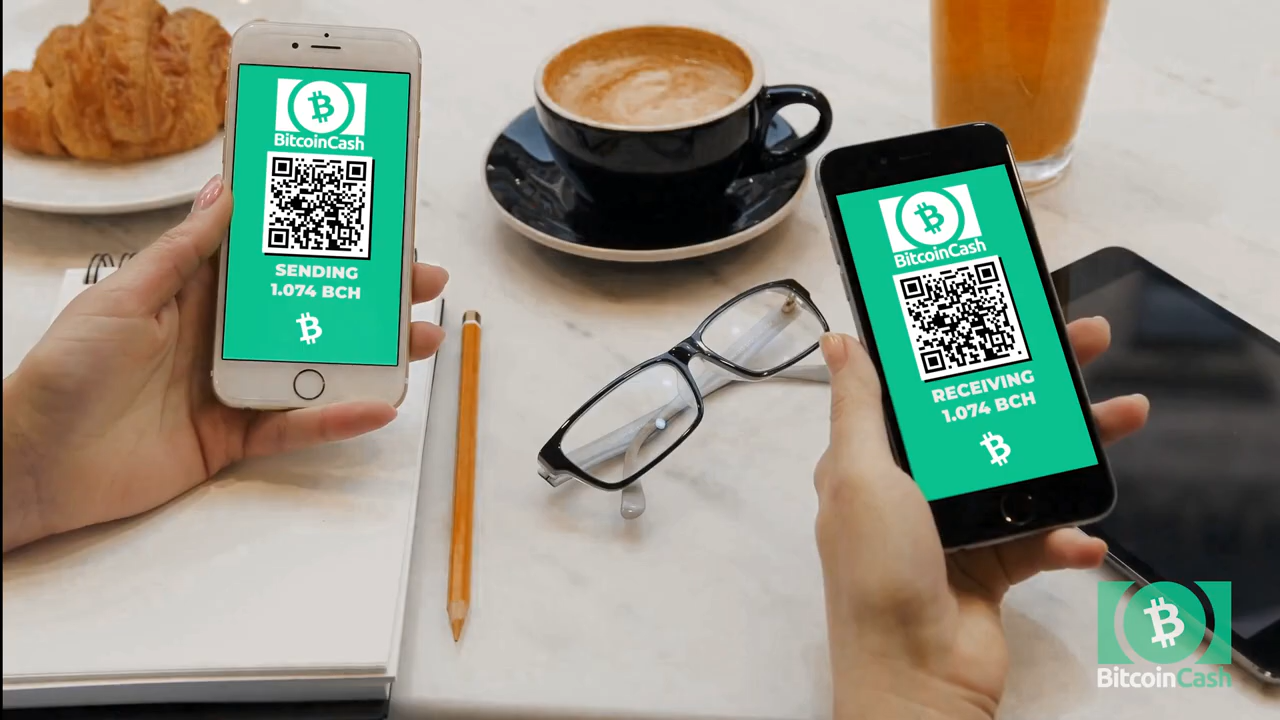 BitcoinCash
SENDING
1.074 BCH
BitcoinCash
RECEIVING
1.074 BCH
BitcoinCash